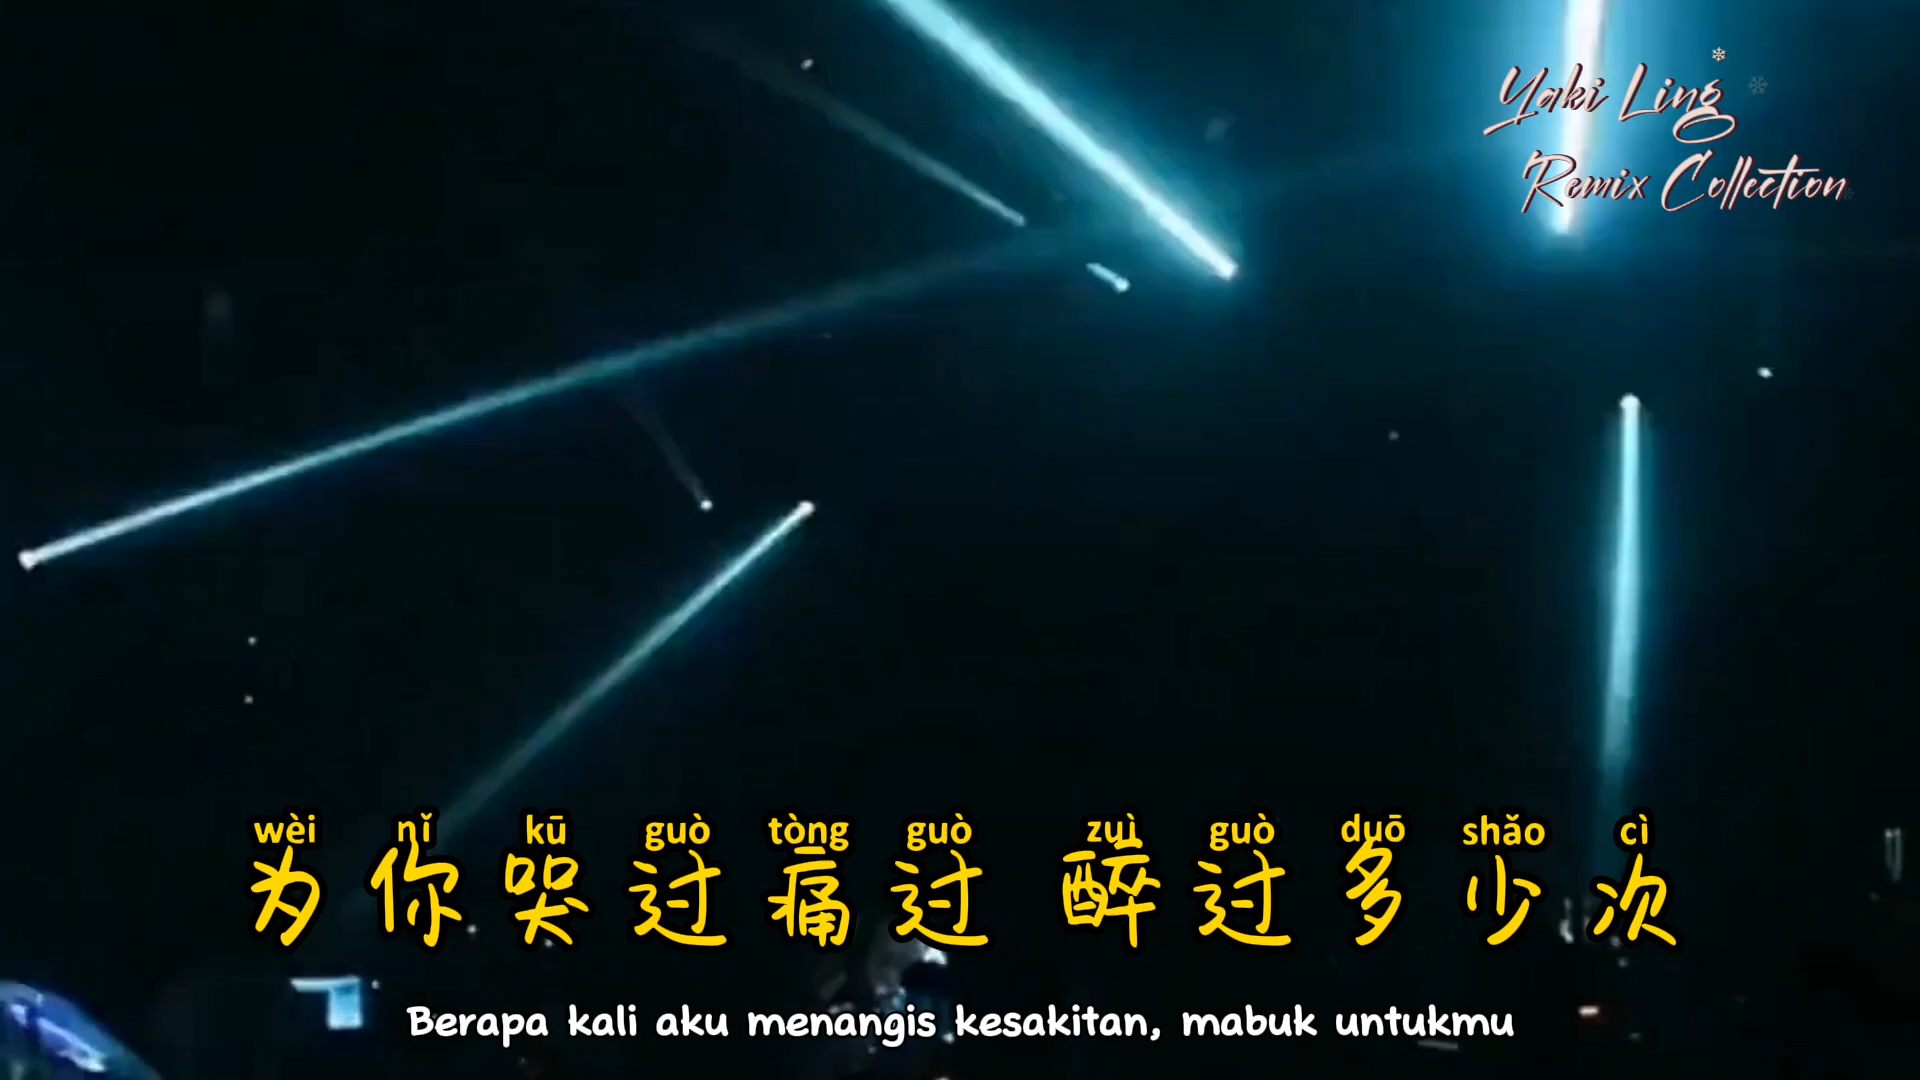 Yaki Ling
Remix Collection
wèi nǐ kū guò tòng guò zuì guò duō shǎo cì
为你哭过痛过 醉过多少次
Berapa kali aku menangis kesakitan, mabuk untukmu